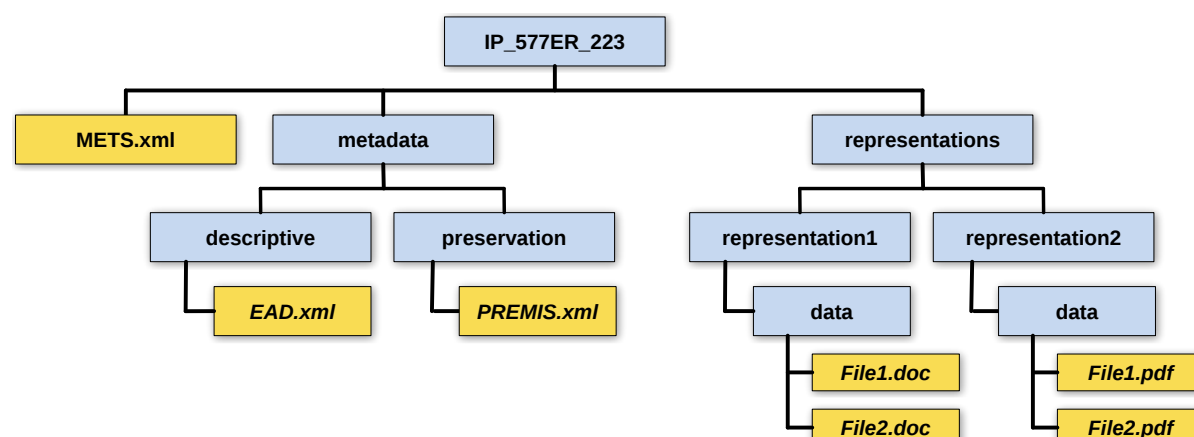 IP_577ER_223
METS.xml
metadata
representations
descriptive
preservation
representation1
representation2
EAD.xml
PREMIS.xml
data
data
File1.doc
File1.pdf
File2.doc
File2.pdf